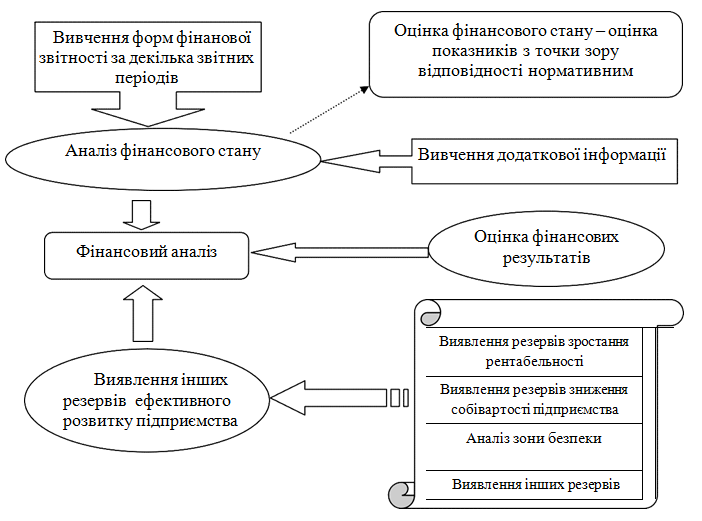 Вивчення форм фінанової
звітності за декілька звітних
періодів
Оцінка фінансового стану – оцінка
показників з точки зору
відповідності нормативним
Аналіз фінансового стану
Вивчення додаткової інформації
Фінансовий аналіз
Оцінка фінансових
результатів
Виявлення інших
резервів ефективного
розвитку підприємства
Виявлення резервів зростання
рентабельності
Виявлення резервів зниження
собівартості підприємства
Аналіз зони безпеки
Виявлення інших резервів